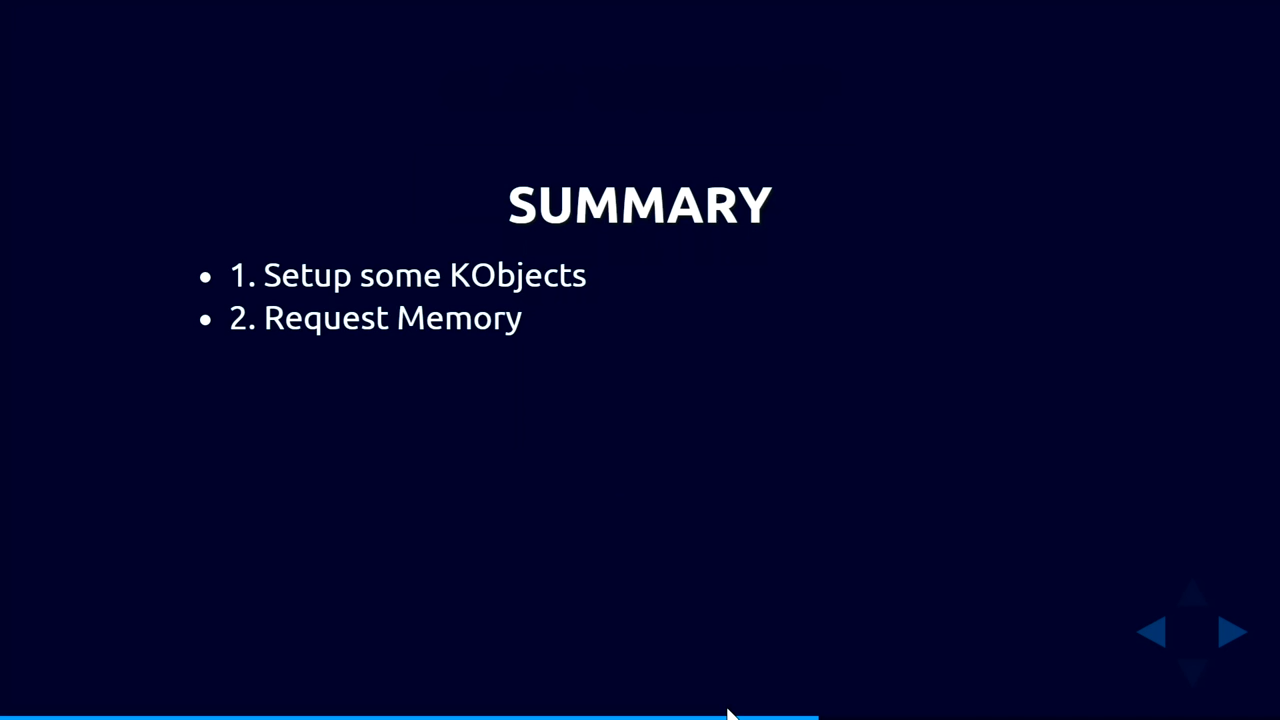 SUMMARY
• 1. Setup some KObjects
• 2. Request Memory